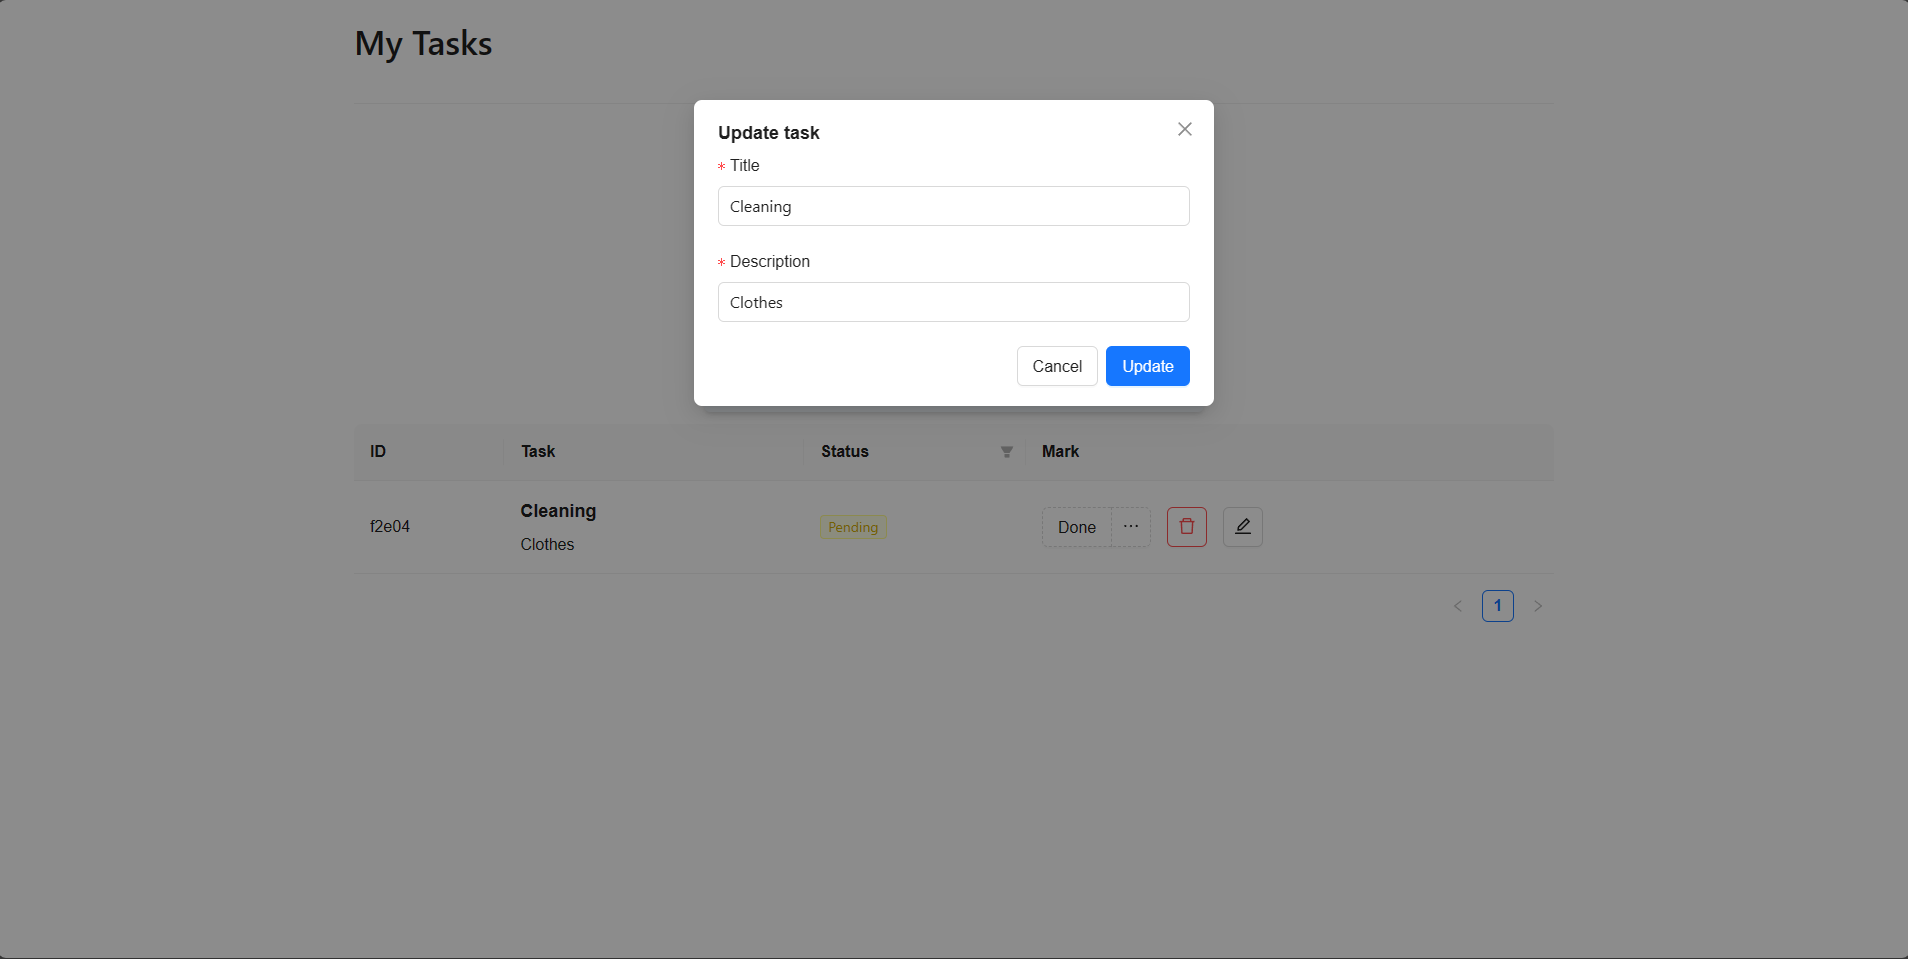 My Tasks
Update task
* Title
Cleaning
* Description
Clothes
Cancel Update
ID Task Status Mark
f2e04 Cleaning Pending Done ···
Clothes
< 1 >